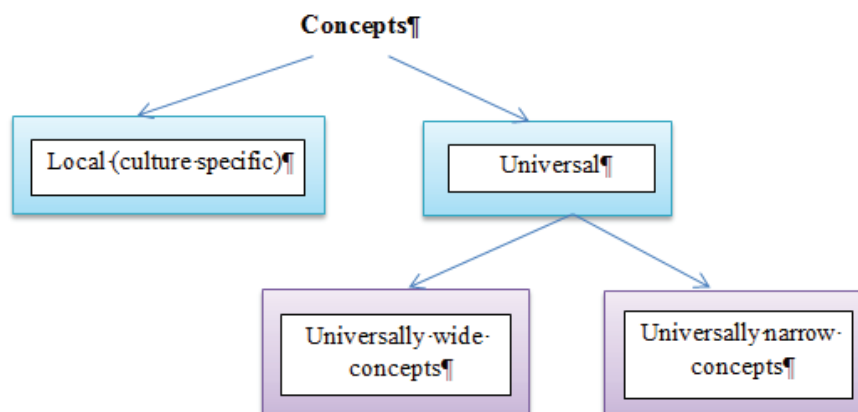 Concepts¶
Local·(culture·specific)¶
Universal¶
Universally·wide·
concepts¶
Universally·narrow·
concepts¶